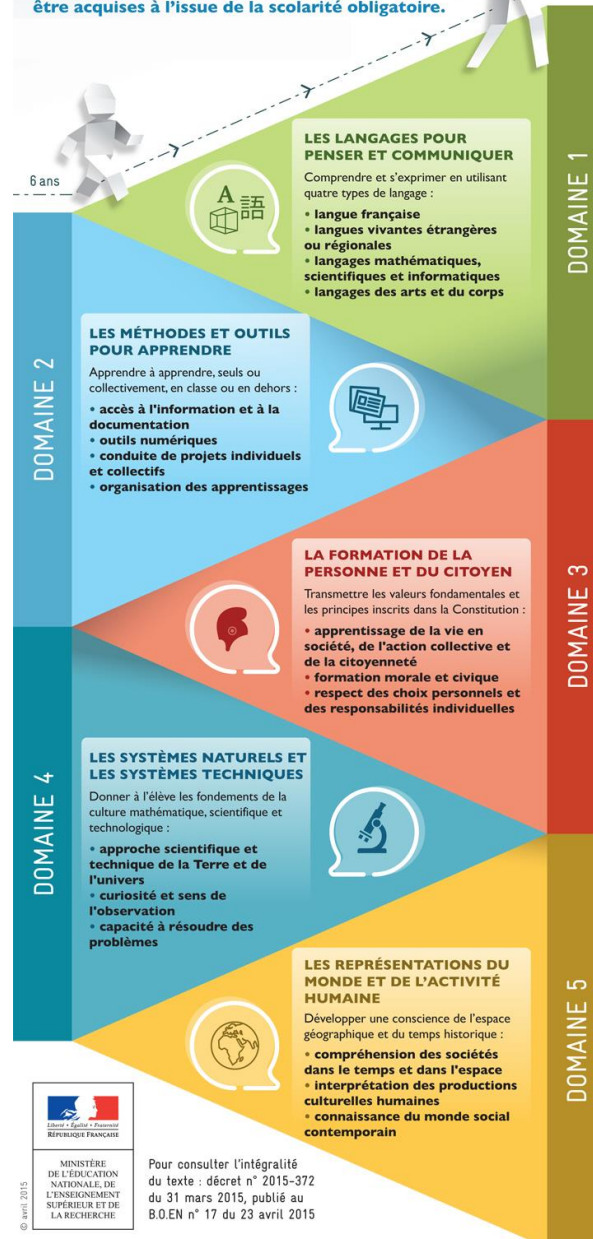 être acquises à l'issue de la scolarité obligatoire.
6 ans
DOMAINE 1
LES LANGAGES POUR
PENSER ET COMMUNIQUER
Comprendre et s'exprimer en utilisant
quatre types de langage :
• langue française
• langues vivantes étrangères
ou régionales
• langages mathématiques,
scientifiques et informatiques
• langages des arts et du corps
A 語
DOMAINE 2
LES MÉTHODES ET OUTILS
POUR APPRENDRE
Apprendre à apprendre, seuls ou
collectivement, en classe ou en dehors :
• accès à l'information et à la
documentation
• outils numériques
• conduite de projets individuels
et collectifs
• organisation des apprentissages
DOMAINE 3
LA FORMATION DE LA
PERSONNE ET DU CITOYEN
Transmettre les valeurs fondamentales et
les principes inscrits dans la Constitution :
• apprentissage de la vie en
société, de l'action collective et
de la citoyenneté
• formation morale et civique
• respect des choix personnels et
des responsabilités individuelles
DOMAINE 4
LES SYSTÈMES NATURELS ET
LES SYSTÈMES TECHNIQUES
Donner à l'élève les fondements de la
culture mathématique, scientifique et
technologique :
• approche scientifique et
technique de la Terre et de
l'univers
• curiosité et sens de
l'observation
• capacité à résoudre des
problèmes
DOMAINE 5
LES REPRÉSENTATIONS DU
MONDE ET DE L'ACTIVITÉ
HUMAINE
Développer une conscience de l'espace
géographique et du temps historique :
• compréhension des sociétés
dans le temps et dans l'espace
• interprétation des productions
culturelles humaines
• connaissance du monde social
contemporain
Liberté • Égalité • Fraternité
RÉPUBLIQUE FRANÇAISE
MINISTÈRE
DE L'ÉDUCATION
NATIONALE, DE
L'ENSEIGNEMENT
SUPÉRIEUR ET DE
LA RECHERCHE
© avril 2015
Pour consulter l'intégralité
du texte : décret n° 2015-372
du 31 mars 2015, publié au
B.O.EN n° 17 du 23 avril 2015